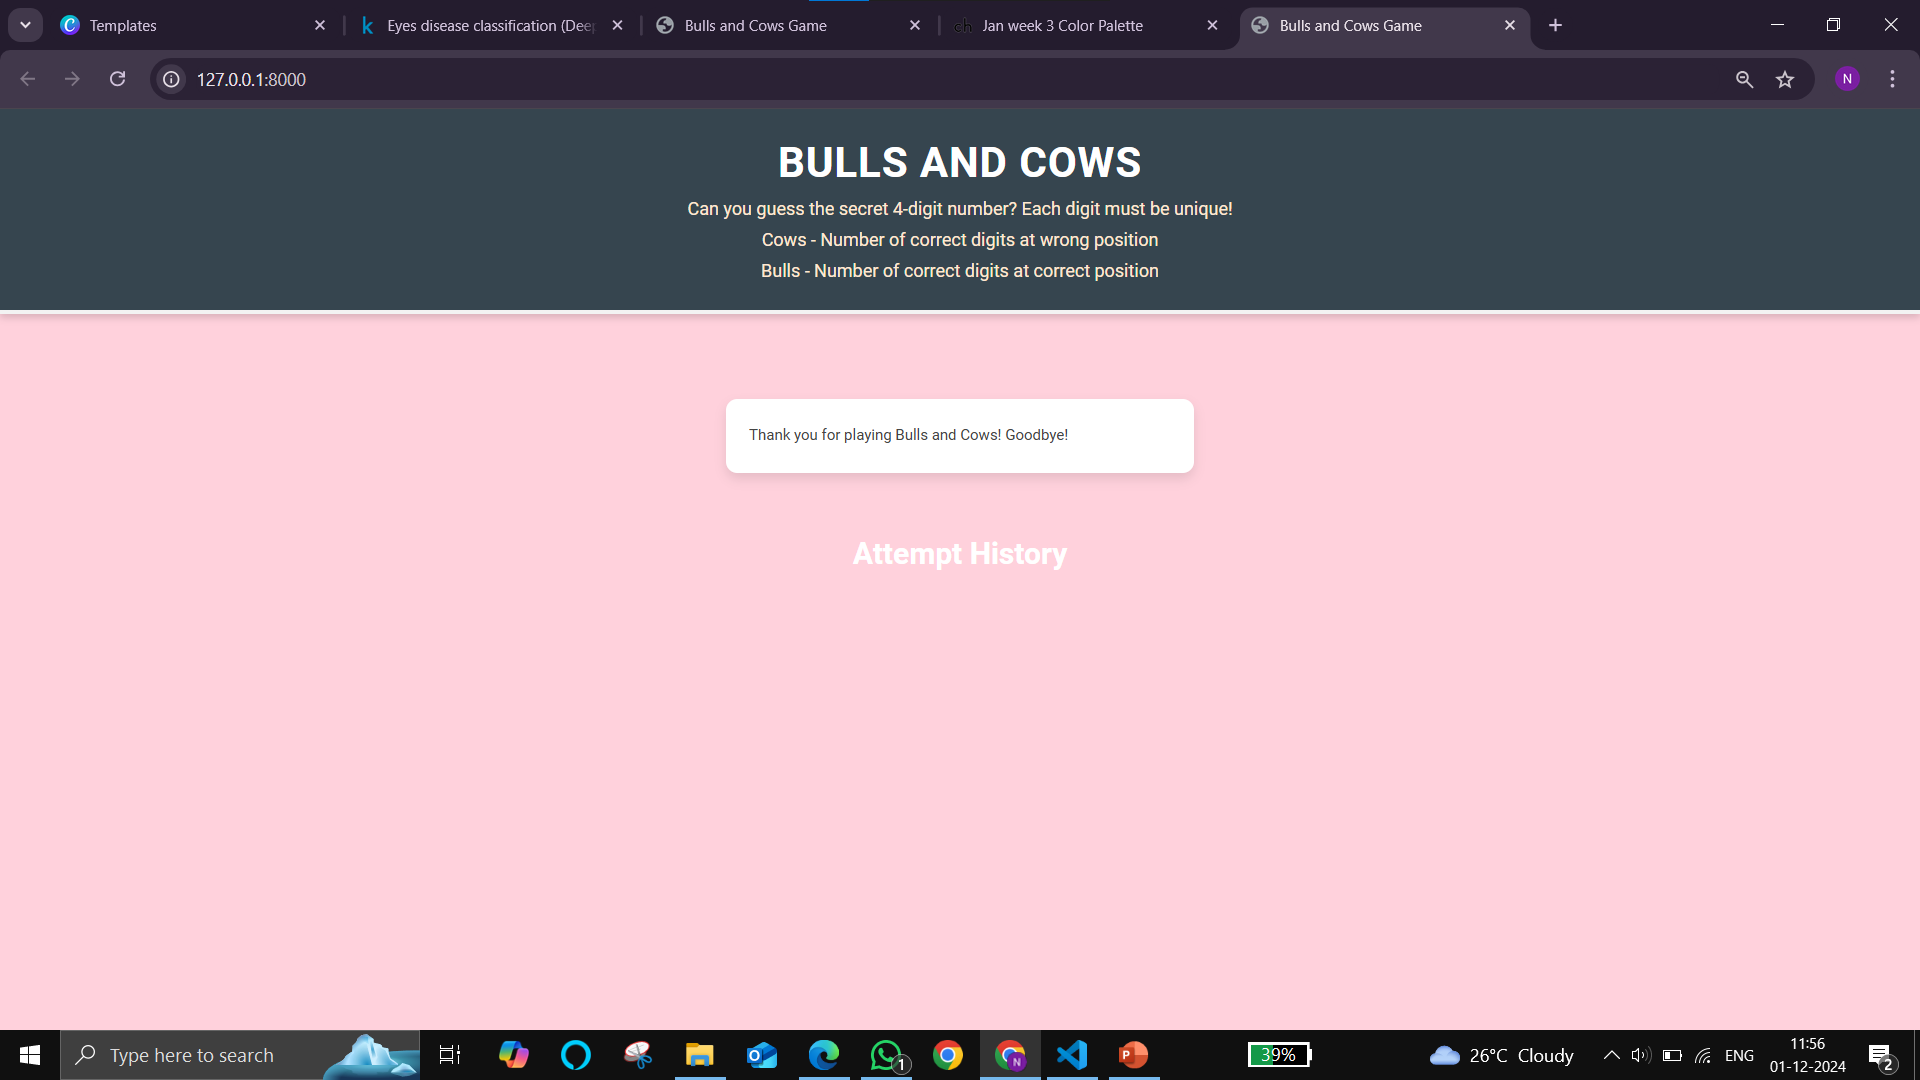 Templates
Eyes disease classification (Dee
Bulls and Cows Game
ch Jan week 3 Color Palette
Bulls and Cows Game
127.0.0.1:8000
N
BULLS AND COWS
Can you guess the secret 4-digit number? Each digit must be unique!
Cows - Number of correct digits at wrong position
Bulls - Number of correct digits at correct position
Thank you for playing Bulls and Cows! Goodbye!
Attempt History
Type here to search
1
N
39%
26°C Cloudy
ENG
11:56
01-12-2024
2